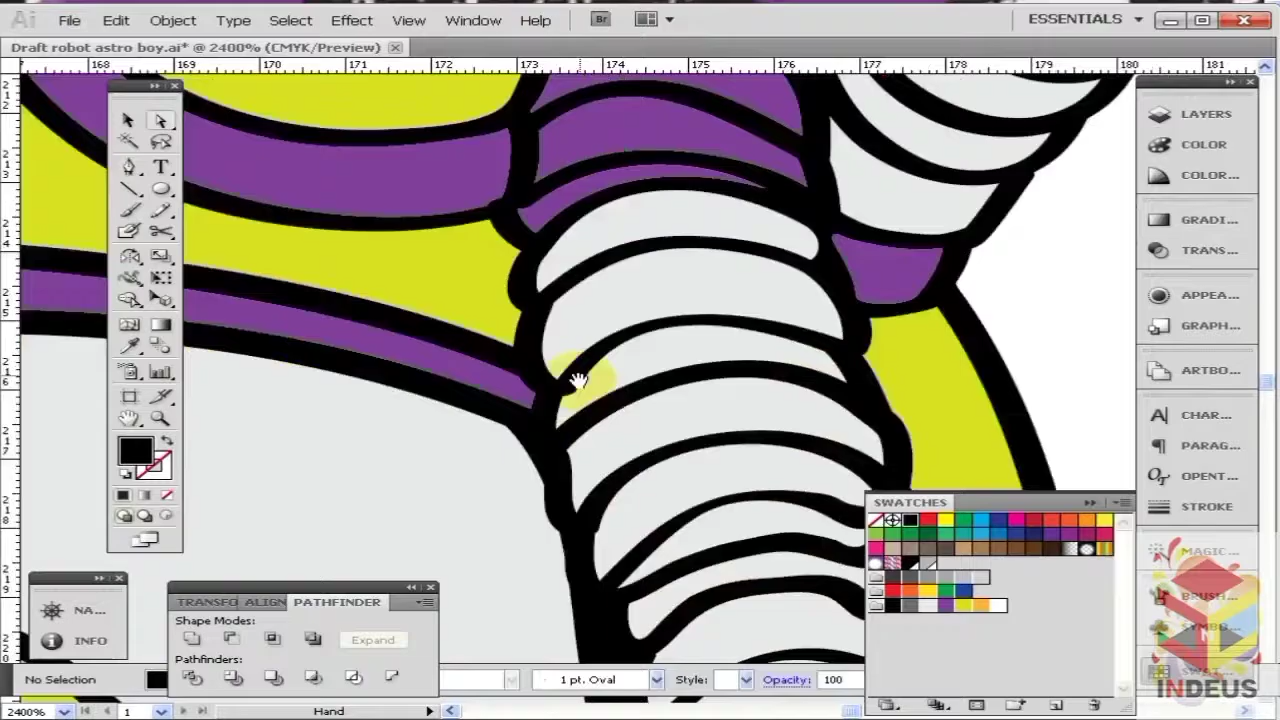 Ai File Edit Object Type Select Effect View Window Help Br ESSENTIALS
Draft robot astro boy.ai* @ 2400% (CMYK/Preview)
168 169 170 171 172 173 174 175 176 177 178 179 180 181
LAYERS
COLOR
COLOR...
GRADI...
TRANS...
APPEA...
GRAPH...
ARTBO...
CHAR...
PARAG...
OPENT...
STROKE
MAGIC...
BRUSH...
SYMBO...
SWAT...
SWATCHES
NA...
INFO
TRANSFO ALIGN PATHFINDER
Shape Modes:
Expand
Pathfinders:
No Selection 1 pt. Oval Style: Opacity: 100
2400% 1 Hand
INDEUS